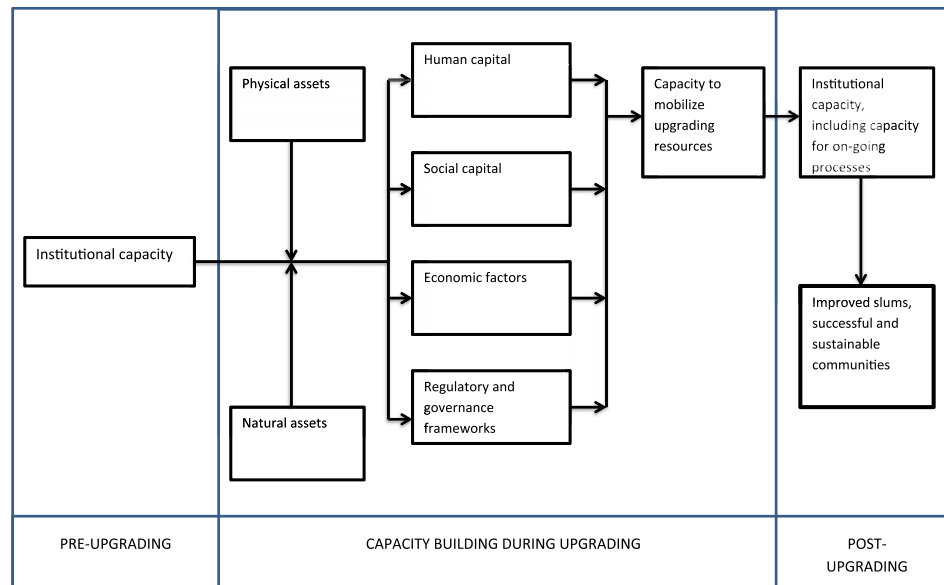 Institutional capacity
Physical assets
Natural assets
Human capital
Social capital
Economic factors
Regulatory and
governance
frameworks
Capacity to
mobilize
upgrading
resources
Institutional
capacity,
including capacity
for on-going
processes
Improved slums,
successful and
sustainable
communities
PRE-UPGRADING
CAPACITY BUILDING DURING UPGRADING
POST-
UPGRADING